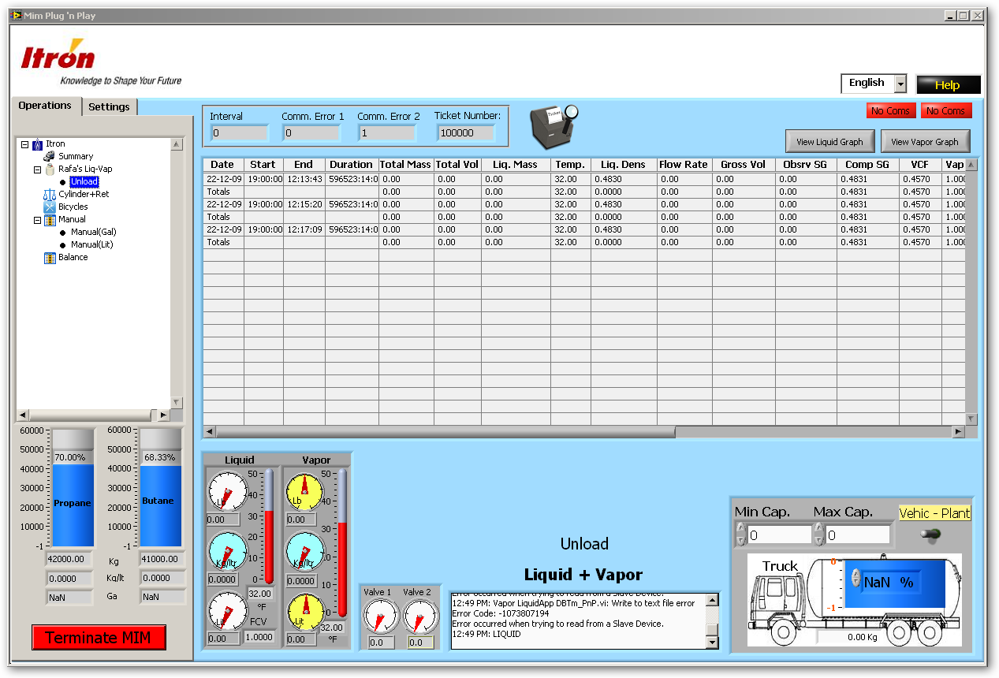 Mim Plug 'n Play
Itrón
Knowledge to Shape Your Future
English
Help
Operations Settings
No Coms No Coms
Interval Comm. Error 1 Comm. Error 2 Ticket Number:
0 0 1 100000
Ticket
View Liquid Graph View Vapor Graph
Itron
Summary
Rafa's Liq-Vap
Unload
Cylinder+Ret
Bicycles
Manual
Manual(Gal)
Manual(Lit)
Balance
Date Start End Duration Total Mass Total Vol Liq. Mass Temp. Liq. Dens Flow Rate Gross Vol Obsrv SG Comp SG VCF Vap
22-12-09 19:00:00 12:13:43 596523:14:0 0.00 0.00 0.00 32.00 0.4830 0.00 0.00 0.00 0.4831 0.4570 1.000
Totals 0.00 0.00 0.00 32.00 0.0000 0.00 0.00 0.00 0.4831 0.4570 1.000
22-12-09 19:00:00 12:15:20 596523:14:0 0.00 0.00 0.00 32.00 0.4830 0.00 0.00 0.00 0.4831 0.4570 1.000
Totals 0.00 0.00 0.00 32.00 0.0000 0.00 0.00 0.00 0.4831 0.4570 1.000
22-12-09 19:00:00 12:17:09 596523:14:0 0.00 0.00 0.00 32.00 0.4830 0.00 0.00 0.00 0.4831 0.4570 1.000
Totals 0.00 0.00 0.00 32.00 0.0000 0.00 0.00 0.00 0.4831 0.4570 1.000
60000 60000
50000 50000
70.00% 68.33%
40000 40000
30000 30000
Propane Butane
20000 20000
10000 10000
-1 -1
42000.00 Kg 41000.00
0.0000 Kq/lt 0.0000
NaN Ga NaN
Terminate MIM
Liquid Vapor
50 50
Lb 40 Lb 40
0.00 30 0.00 30
20 20
Kg/ltr 10 Kg/ltr 10
0.0000 0 0.0000 0
32.00
°F
Lit FCV Lit 32.00
0.00 1.0000 0.00 °F
Valve 1 Valve 2
0.0 0.0
Unload
Liquid + Vapor
Error occurred when trying to read from a Slave Device.
12:49 PM: Vapor LiquidApp DBTm_PnP.vi: Write to text file error
Error Code: -1073807194
Error occurred when trying to read from a Slave Device.
12:49 PM: LIQUID
Min Cap. Max Cap. Vehic - Plant
0 0
Truck
0
NaN %
-1
0.00 Kg